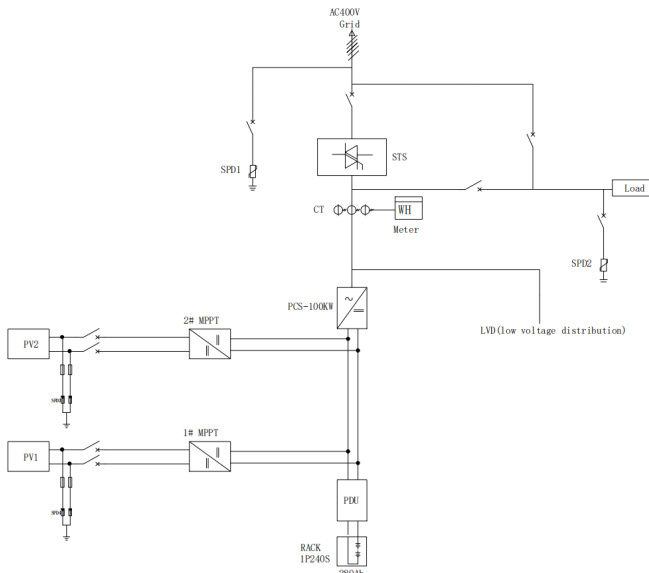 AC400V
Grid
STS
SPD1
Load
CT
WH
Meter
SPD2
PCS-100KW
LVD(low voltage distribution)
2# MPPT
PV2
1# MPPT
PV1
PDU
RACK
1P240S
280Ah